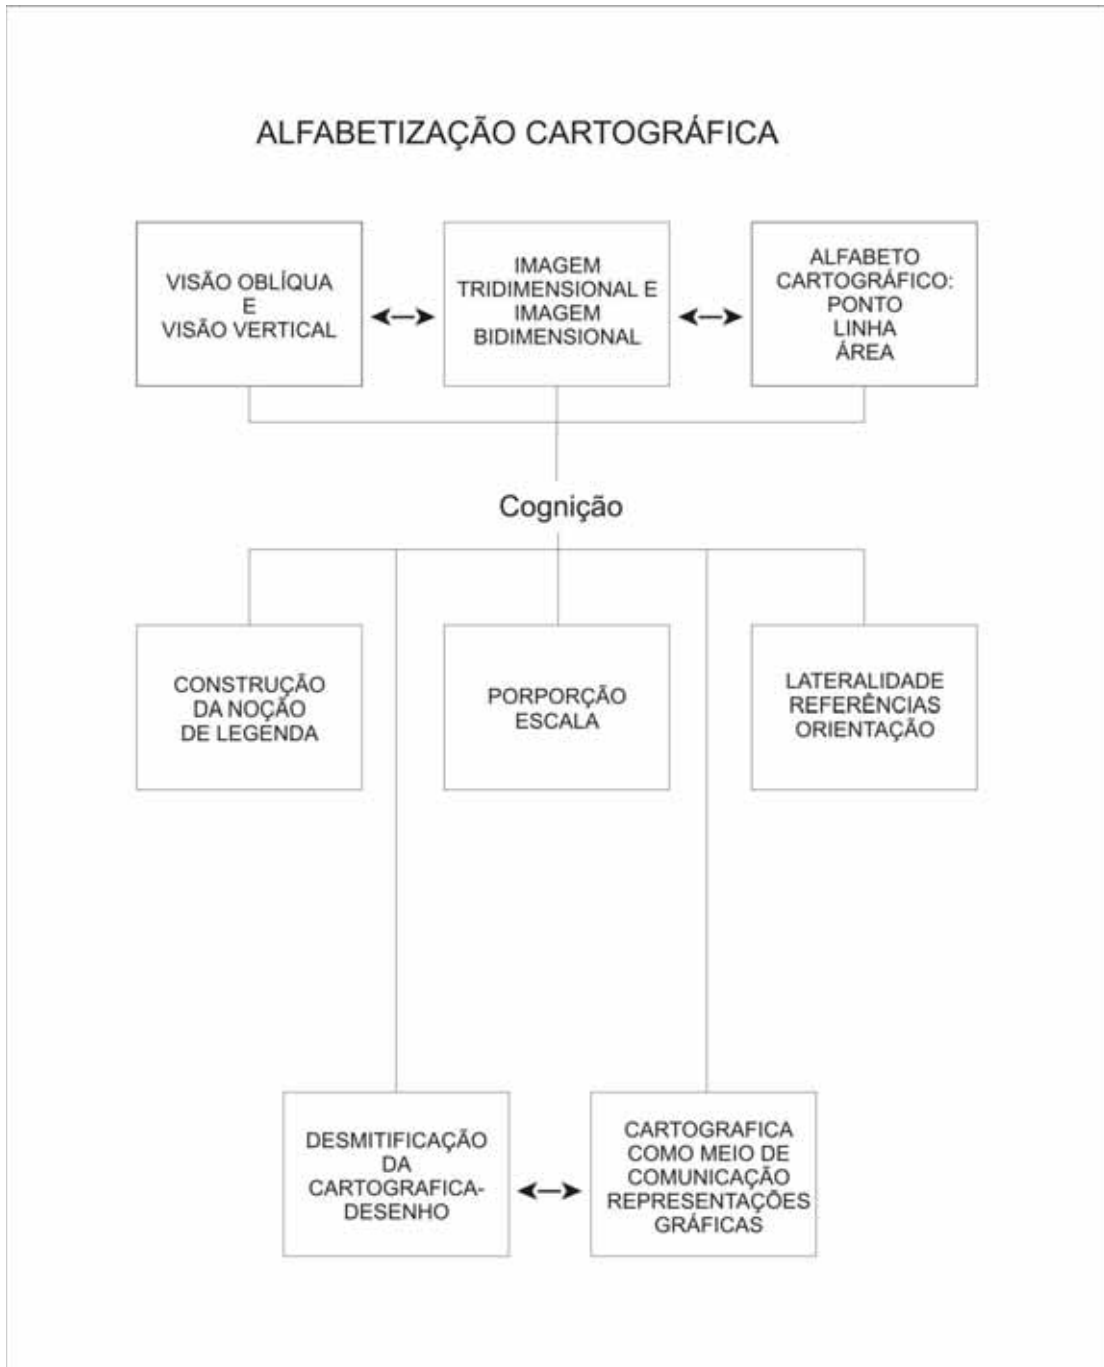 ALFABETIZAÇÃO CARTOGRÁFICA
VISÃO OBLÍQUA
E
VISÃO VERTICAL
IMAGEM
TRIDIMENSIONAL E
IMAGEM
BIDIMENSIONAL
ALFABETO
CARTOGRÁFICO:
PONTO
LINHA
ÁREA
Cognição
CONSTRUÇÃO
DA NOÇÃO
DE LEGENDA
PORPORÇÃO
ESCALA
LATERALIDADE
REFERÊNCIAS
ORIENTAÇÃO
DESMITIFICAÇÃO
DA
CARTOGRAFICA-
DESENHO
CARTOGRAFICA
COMO MEIO DE
COMUNICAÇÃO
REPRESENTAÇÕES
GRÁFICAS